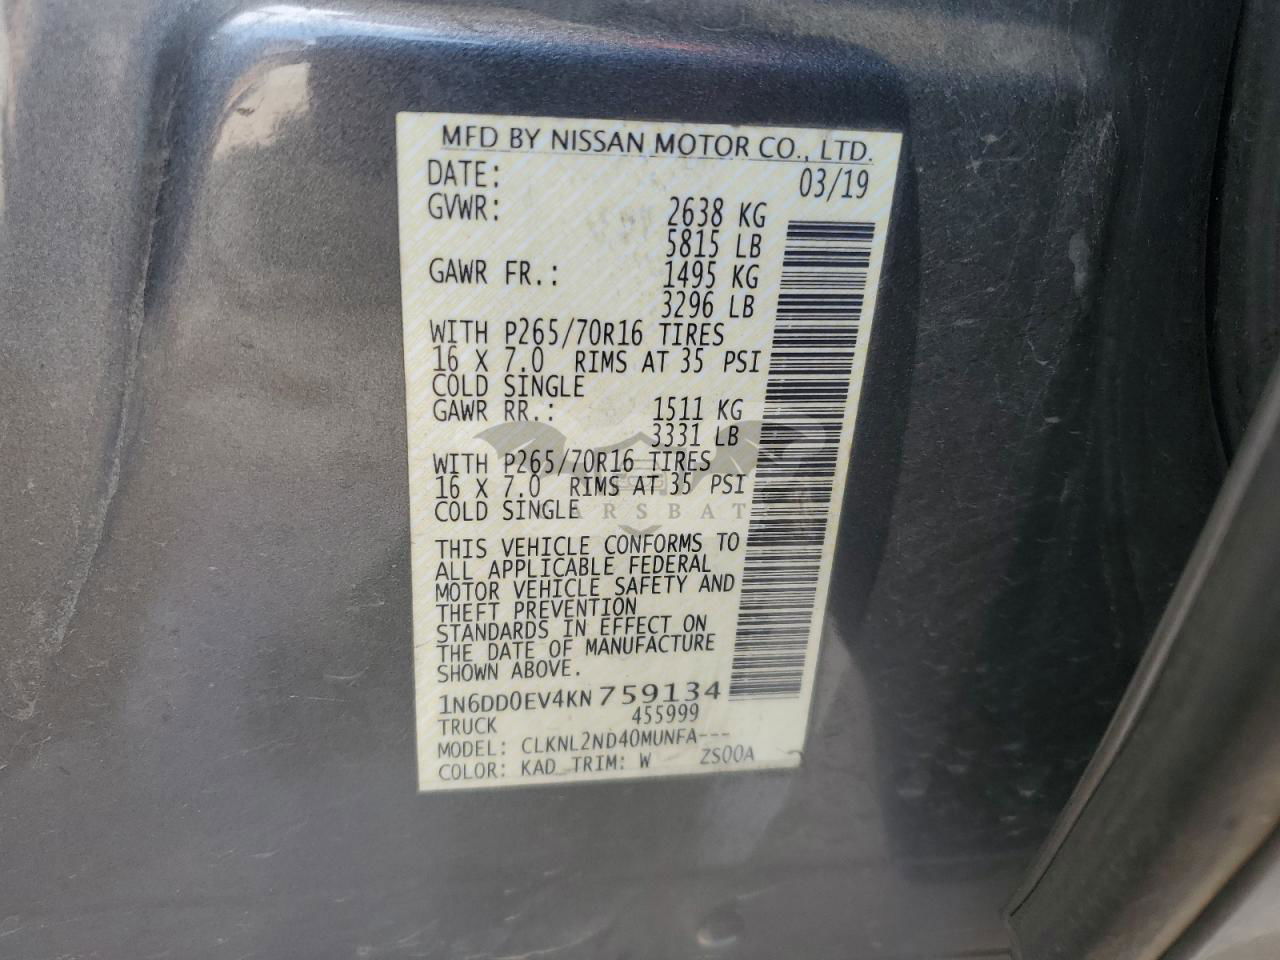 MFD BY NISSAN MOTOR CO., LTD.
DATE: 03/19
GVWR: 2638 KG
5815 LB
GAWR FR.: 1495 KG
3296 LB
WITH P265/70R16 TIRES
16 X 7.0 RIMS AT 35 PSI
COLD SINGLE
GAWR RR.: 1511 KG
3331 LB
WITH P265/70R16 TIRES
16 X 7.0 RIMS AT 35 PSI
COLD SINGLE
ARSBAT
THIS VEHICLE CONFORMS TO
ALL APPLICABLE FEDERAL
MOTOR VEHICLE SAFETY AND
THEFT PREVENTION
STANDARDS IN EFFECT ON
THE DATE OF MANUFACTURE
SHOWN ABOVE.
1N6DD0EV4KN759134
TRUCK 455999
MODEL: CLKNL2ND40MUNFA---
COLOR: KAD TRIM: W ZS00A